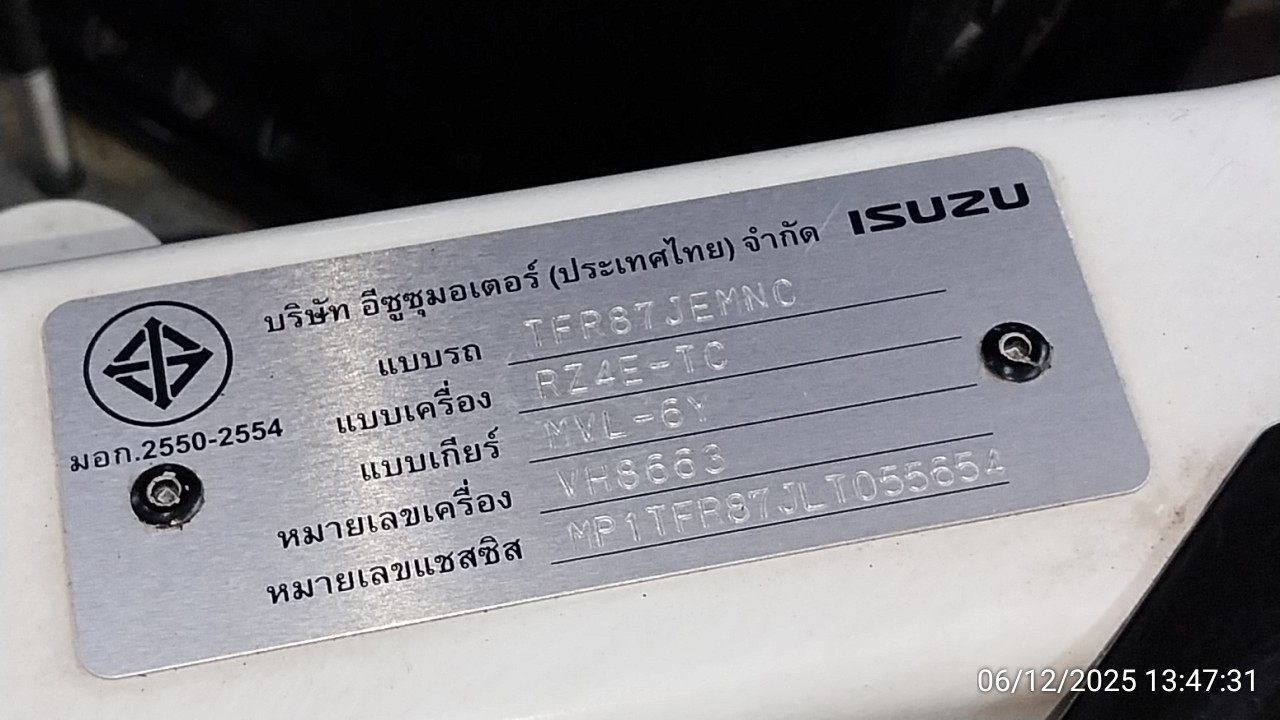 ISUZU
บริษัท อีซูซุมอเตอร์ (ประเทศไทย) จำกัด
มอก.2550-2554
แบบรถ TFR87JEMNC
แบบเครื่อง RZ4E-TC
แบบเกียร์ MVL-6Y
หมายเลขเครื่อง VH8663
หมายเลขแชสซิส MP1TFR87JLT055654
06/12/2025 13:47:31